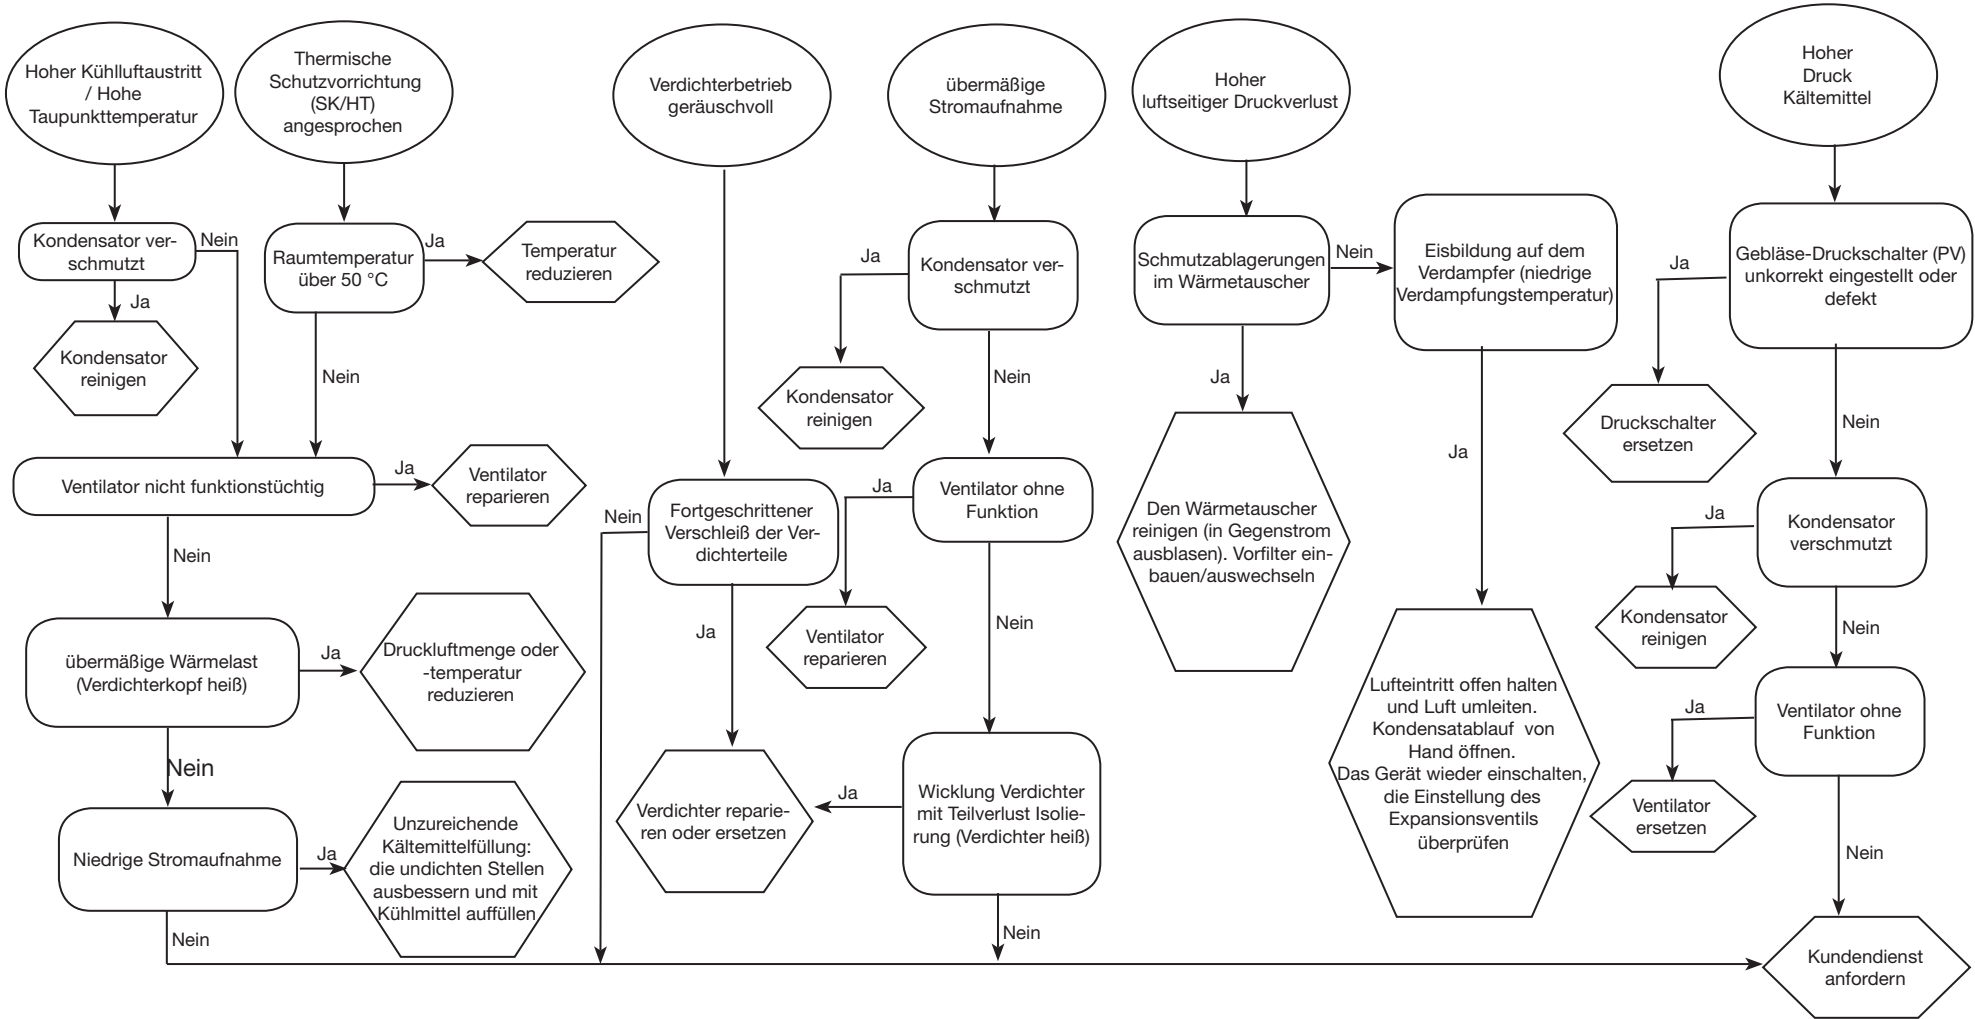 Hoher Kühlluftaustritt
/ Hohe
Taupunkttemperatur
Thermische
Schutzvorrichtung
(SK/HT)
angesprochen
Verdichterbetrieb
geräuschvoll
übermäßige
Stromaufnahme
Hoher
luftseitiger Druckverlust
Hoher
Druck
Kältemittel
Kondensator ver-
schmutzt
Nein
Ja
Kondensator
reinigen
Raumtemperatur
über 50 °C
Ja
Temperatur
reduzieren
Nein
Ventilator nicht funktionstüchtig
Ja
Ventilator
reparieren
Nein
übermäßige Wärmelast
(Verdichterkopf heiß)
Ja
Druckluftmenge oder
-temperatur
reduzieren
Nein
Niedrige Stromaufnahme
Ja
Unzureichende
Kältemittelfüllung:
die undichten Stellen
ausbessern und mit
Kühlmittel auffüllen
Nein
Fortgeschrittener
Verschleiß der Ver-
dichterteile
Nein
Ja
Verdichter reparie-
ren oder ersetzen
Kondensator ver-
schmutzt
Ja
Kondensator
reinigen
Nein
Ventilator ohne
Funktion
Ja
Ventilator
reparieren
Nein
Wicklung Verdichter
mit Teilverlust Isolie-
rung (Verdichter heiß)
Ja
Nein
Schmutzablagerungen
im Wärmetauscher
Nein
Ja
Den Wärmetauscher
reinigen (in Gegenstrom
ausblasen). Vorfilter ein-
bauen/auswechseln
Eisbildung auf dem
Verdampfer (niedrige
Verdampfungstemperatur)
Ja
Lufteintritt offen halten
und Luft umleiten.
Kondensatablauf von
Hand öffnen.
Das Gerät wieder einschalten,
die Einstellung des
Expansionsventils
überprüfen
Gebläse-Druckschalter (PV)
unkorrekt eingestellt oder
defekt
Ja
Druckschalter
ersetzen
Nein
Kondensator
verschmutzt
Ja
Kondensator
reinigen
Nein
Ventilator ohne
Funktion
Ja
Ventilator
ersetzen
Nein
Kundendienst
anfordern